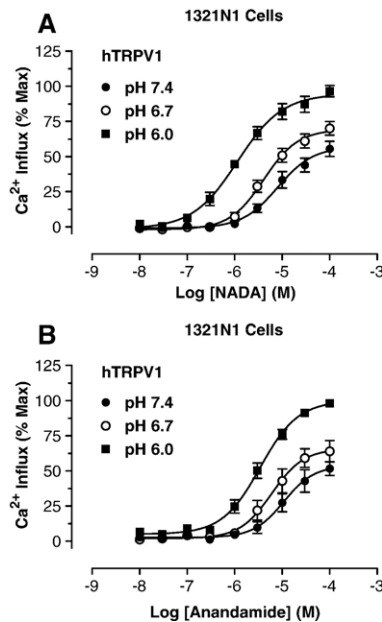 A
1321N1 Cells
hTRPV1
pH 7.4
pH 6.7
pH 6.0
Ca²⁺ Influx (% Max)
125
100
75
50
25
0
-9 -8 -7 -6 -5 -4 -3
Log [NADA] (M)
B
1321N1 Cells
hTRPV1
pH 7.4
pH 6.7
pH 6.0
Ca²⁺ Influx (% Max)
125
100
75
50
25
0
-9 -8 -7 -6 -5 -4 -3
Log [Anandamide] (M)